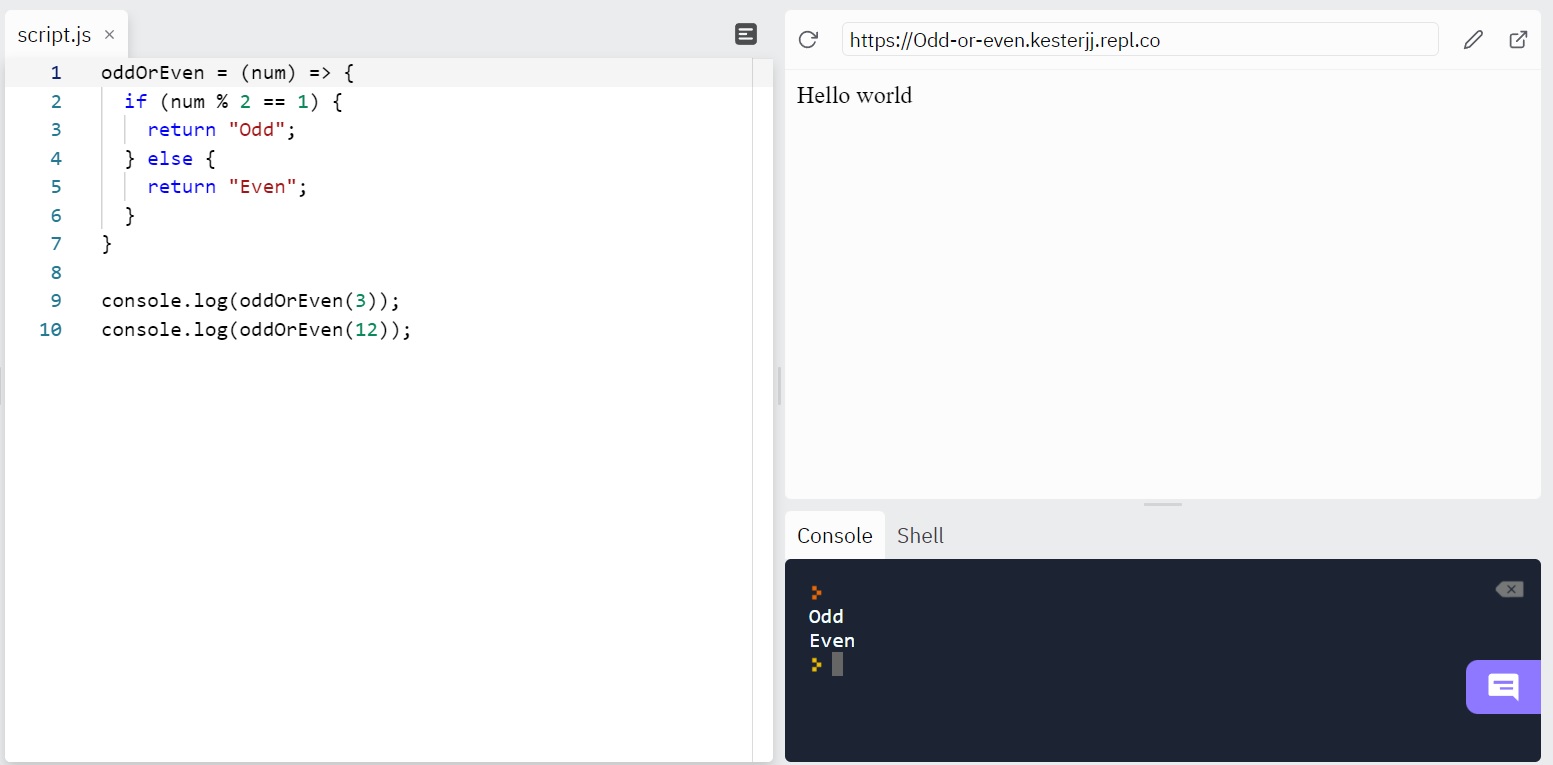 script.js ×
1 oddOrEven = (num) => {
2 if (num % 2 == 1) {
3 return "Odd";
4 } else {
5 return "Even";
6 }
7 }
8
9 console.log(oddOrEven(3));
10 console.log(oddOrEven(12));
https://Odd-or-even.kesterjj.repl.co
Hello world
Console Shell
Odd
Even